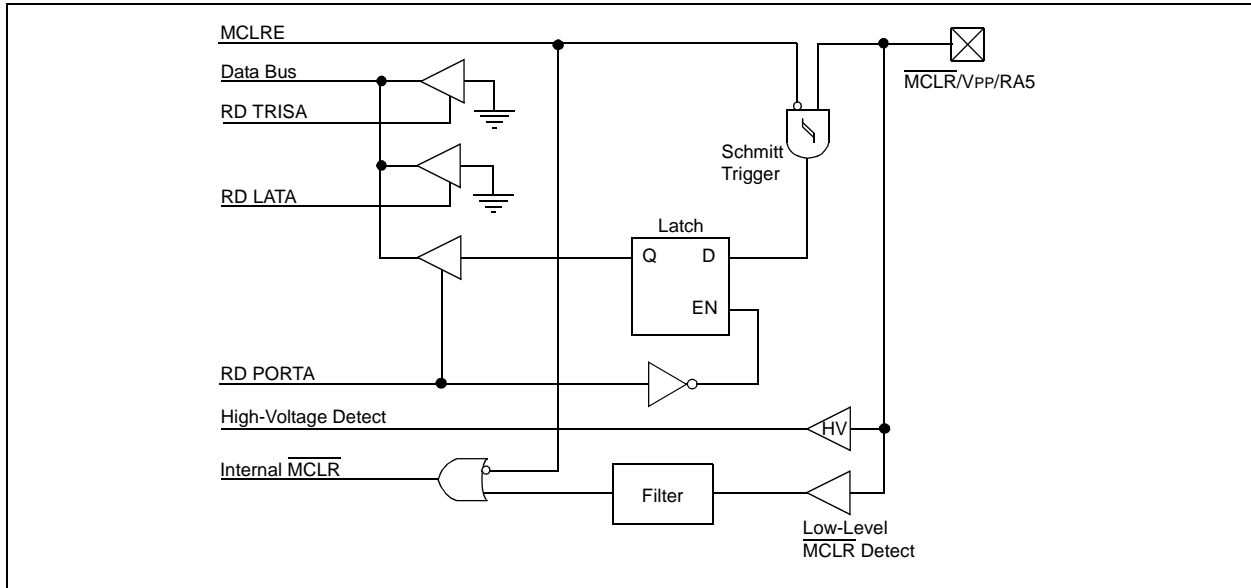 MCLRE
Data Bus
RD TRISA
MCLR/VPP/RA5
Schmitt
Trigger
RD LATA
Latch
Q D
EN
RD PORTA
High-Voltage Detect
HV
Internal MCLR
Filter
Low-Level
MCLR Detect